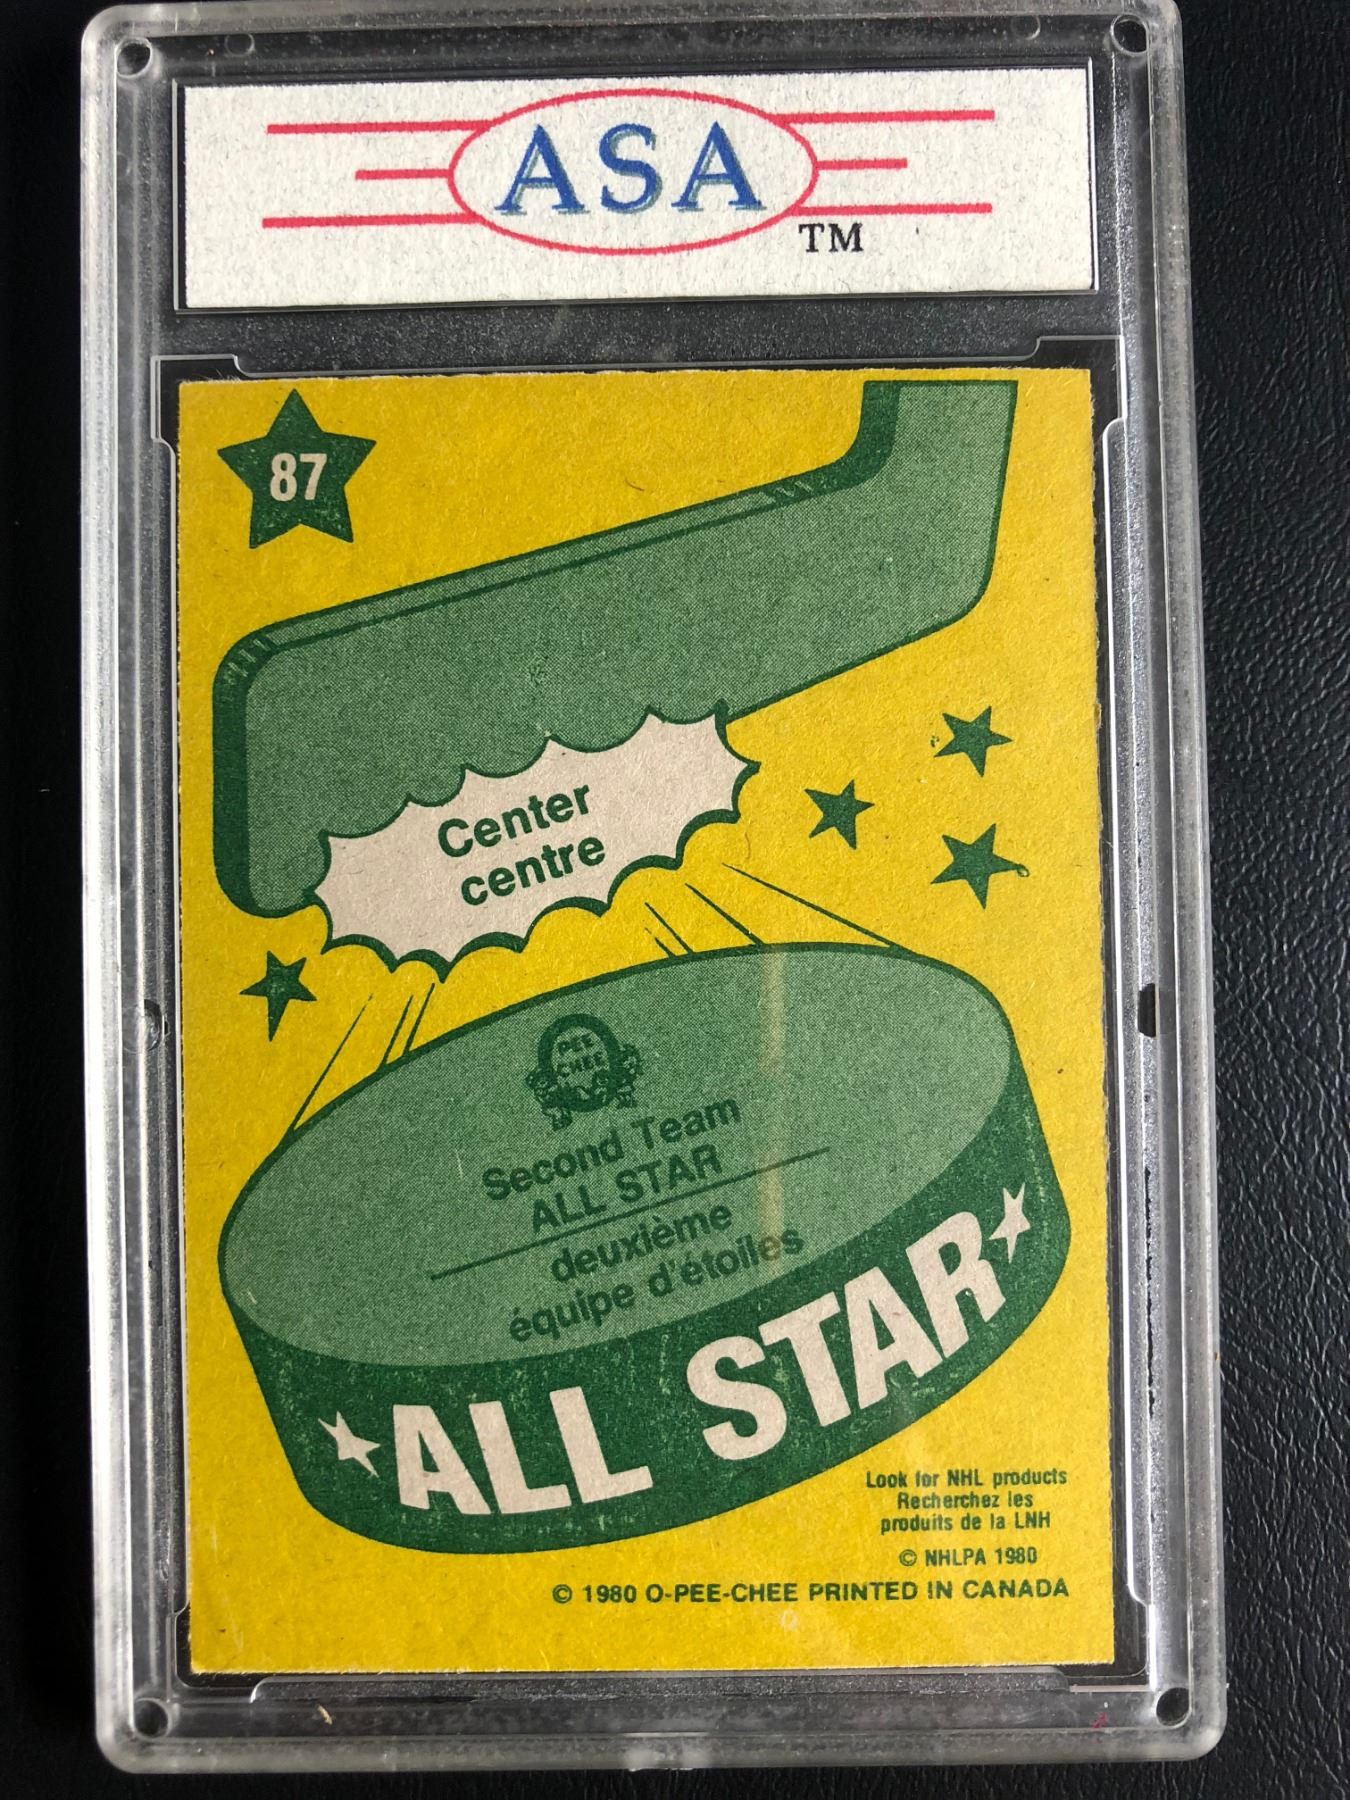 ASA
TM
87
Center
centre
PEE
CHEE
Second Team
ALL STAR
deuxième
équipe d'étoiles
ALL STAR
Look for NHL products
Recherchez les
produits de la LNH
© NHLPA 1980
© 1980 O-PEE-CHEE PRINTED IN CANADA